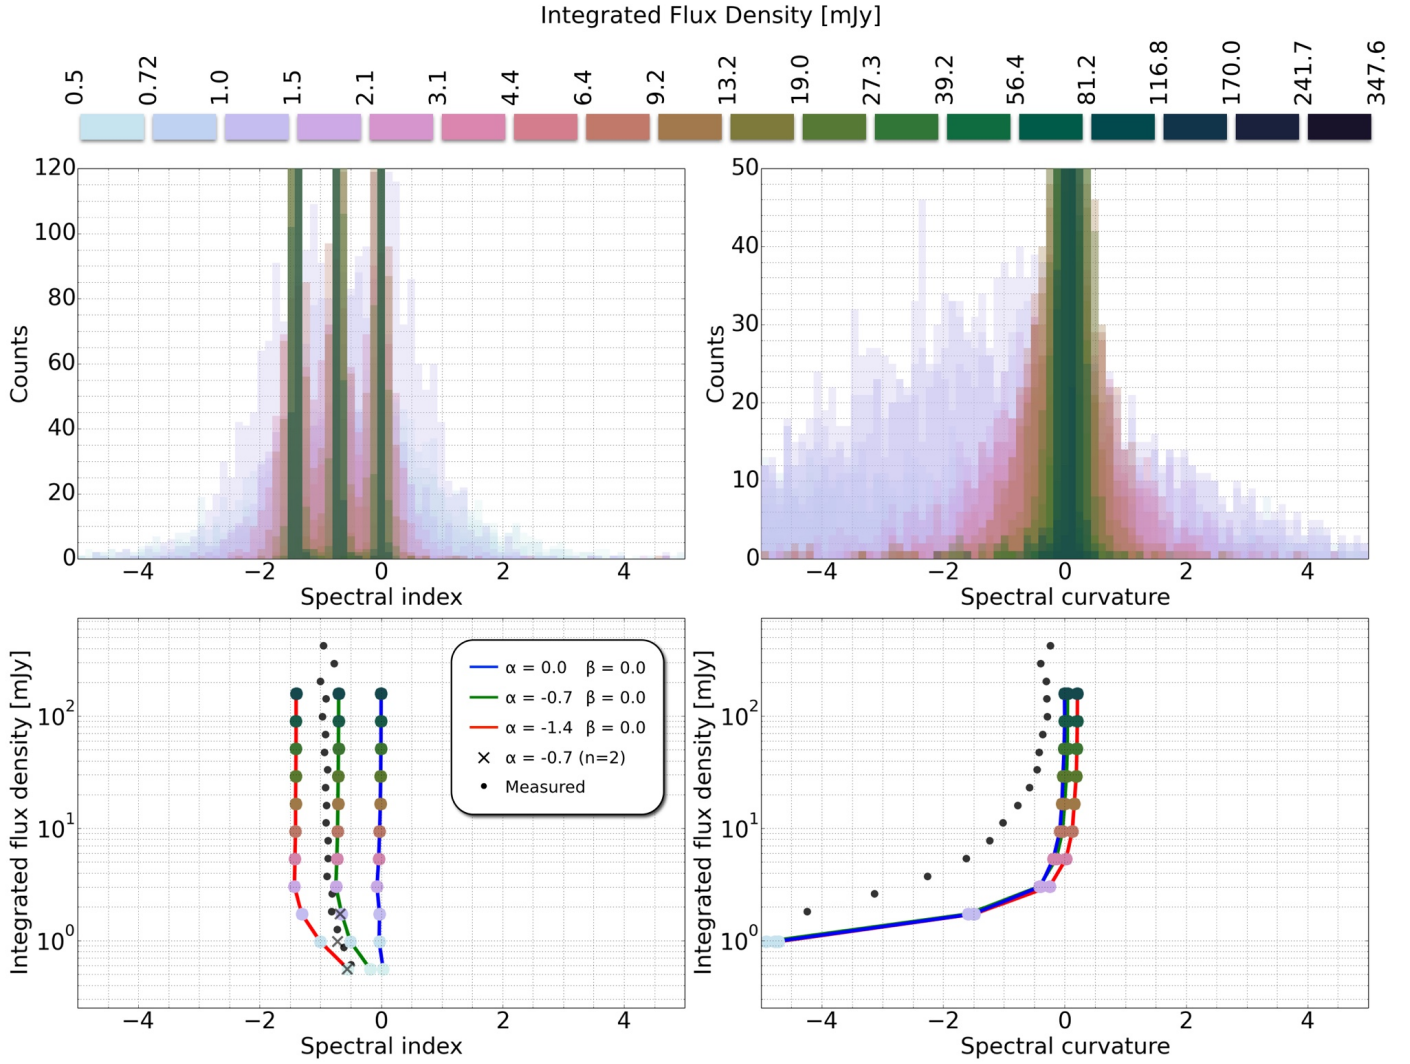 Integrated Flux Density [mJy]
0.5 0.72 1.0 1.5 2.1 3.1 4.4 6.4 9.2 13.2 19.0 27.3 39.2 56.4 81.2 116.8 170.0 241.7 347.6
120
100
80
60
40
20
0
Counts
−4 −2 0 2 4
Spectral index
50
40
30
20
10
0
Counts
−4 −2 0 2 4
Spectral curvature
10²
10¹
10⁰
Integrated flux density [mJy]
α = 0.0 β = 0.0
α = -0.7 β = 0.0
α = -1.4 β = 0.0
α = -0.7 (n=2)
Measured
−4 −2 0 2 4
Spectral index
10²
10¹
10⁰
Integrated flux density [mJy]
−4 −2 0 2 4
Spectral curvature